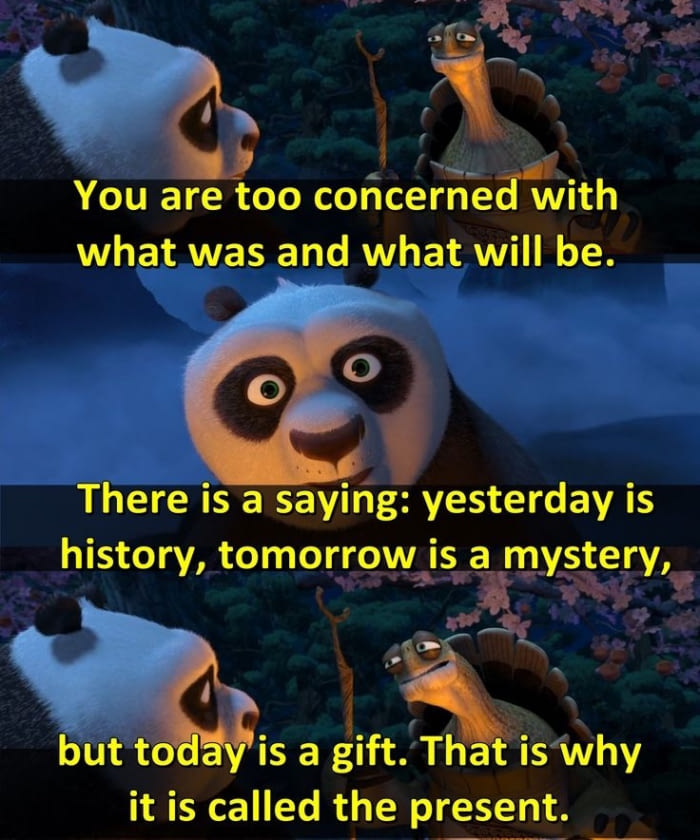 You are too concerned with
what was and what will be.
There is a saying: yesterday is
history, tomorrow is a mystery,
but today is a gift. That is why
it is called the present.